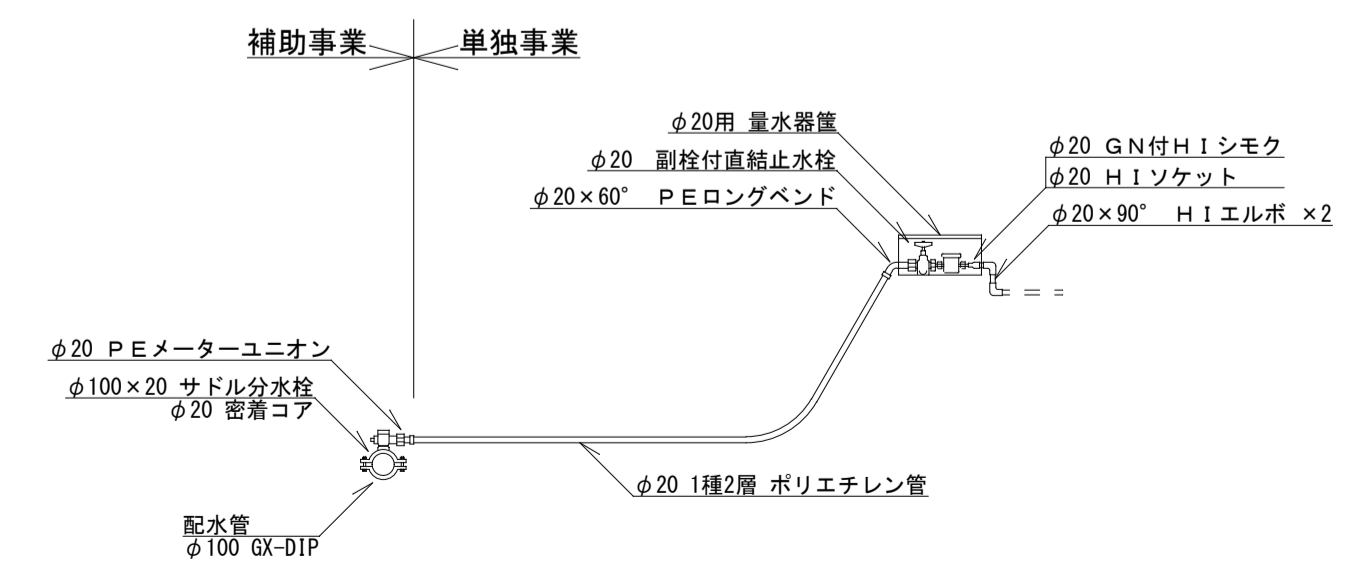 補助事業 単独事業
φ20用 量水器筐
φ20 副栓付直結止水栓
φ20×60° ＰＥロングベンド
φ20 ＧＮ付ＨＩシモク
φ20 ＨＩソケット
φ20×90° ＨＩエルボ ×2
φ20 ＰＥメーターユニオン
φ100×20 サドル分水栓
φ20 密着コア
φ20 1種2層 ポリエチレン管
配水管
φ100 GX-DIP